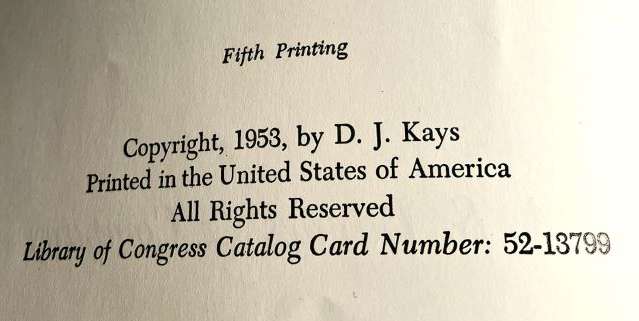 Fifth Printing
Copyright, 1953, by D. J. Kays
Printed in the United States of America
All Rights Reserved
Library of Congress Catalog Card Number: 52-13799